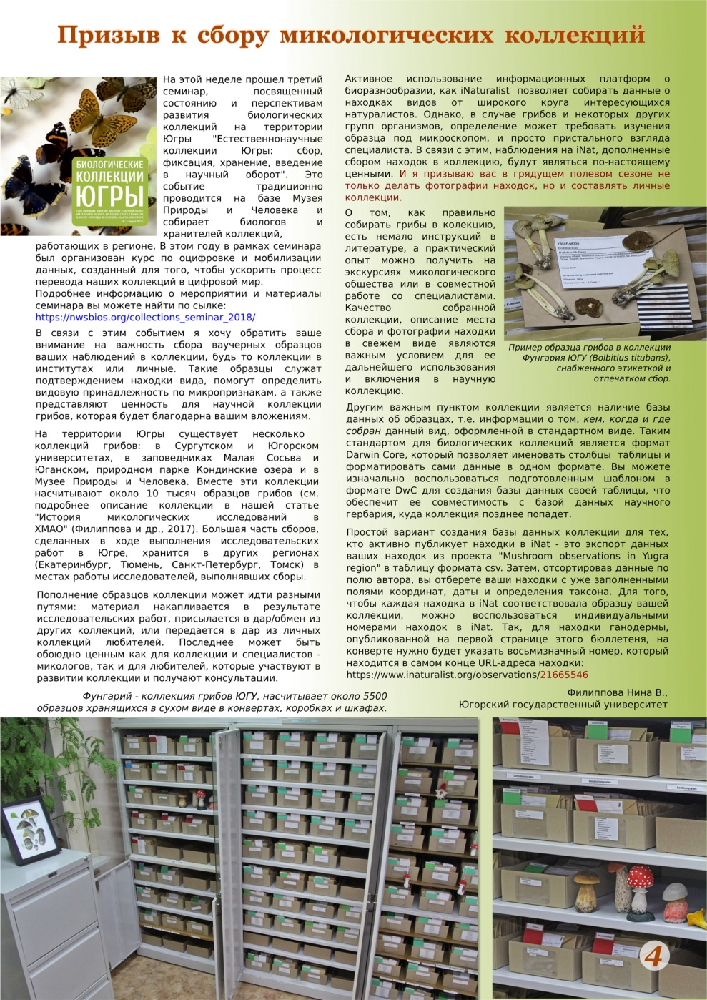 Призыв к сбору микологических коллекций
БИОЛОГИЧЕСКИЕ
КОЛЛЕКЦИИ
ЮГРЫ
На этой неделе прошел третий
семинар, посвященный
состоянию и перспективам
развития биологических
коллекций на территории
Югры "Естественнонаучные
коллекции Югры: сбор,
фиксация, хранение, введение
в научный оборот". Это
событие традиционно
проводится на базе Музея
Природы и Человека и
собирает биологов и
хранителей коллекций,
работающих в регионе. В этом году в рамках семинара
был организован курс по оцифровке и мобилизации
данных, созданный для того, чтобы ускорить процесс
перевода наших коллекций в цифровой мир.
Подробнее информацию о мероприятии и материалы
семинара вы можете найти по сылке:
https://nwsbios.org/collections_seminar_2018/
В связи с этим событием я хочу обратить ваше
внимание на важность сбора ваучерных образцов
ваших наблюдений в коллекции, будь то коллекции в
институтах или личные. Такие образцы служат
подтверждением находки вида, помогут определить
видовую принадлежность по микропризнакам, а также
представляют ценность для научной коллекции
грибов, которая будет благодарна вашим вложениям.
На территории Югры существует несколько
коллекций грибов: в Сургутском и Югорском
университетах, в заповедниках Малая Сосьва и
Юганском, природном парке Кондинские озера и в
Музее Природы и Человека. Вместе эти коллекции
насчитывают около 10 тысяч образцов грибов (см.
подробнее описание коллекции в нашей статье
"История микологических исследований в
ХМАО" (Филиппова и др., 2017). Большая часть сборов,
сделанных в ходе выполнения исследовательских
работ в Югре, хранится в других регионах
(Екатеринбург, Тюмень, Санкт-Петербург, Томск) в
местах работы исследователей, выполнявших сборы.
Пополнение образцов коллекции может идти разными
путями: материал накапливается в результате
исследовательских работ, присылается в дар/обмен из
других коллекций, или передается в дар из личных
коллекций любителей. Последнее может быть
обоюдно ценным как для коллекции и специалистов -
микологов, так и для любителей, которые участвуют в
развитии коллекции и получают консультации.
Фунгарий - коллекция грибов ЮГУ, насчитывает около 5500
образцов хранящихся в сухом виде в конвертах, коробках и шкафах.
Активное использование информационных платформ о
биоразнообразии, как iNaturalist позволяет собирать данные о
находках видов от широкого круга интересующихся
натуралистов. Однако, в случае грибов и некоторых других
групп организмов, определение может требовать изучения
образца под микроскопом, и просто пристального взгляда
специалиста. В связи с этим, наблюдения на iNat, дополненные
сбором находок в коллекцию, будут являться по-настоящему
ценными. И я призываю вас в грядущем полевом сезоне не
только делать фотографии находок, но и составлять личные
коллекции.
О том, как правильно
собирать грибы в колекцию,
есть немало инструкций в
литературе, а практический
опыт можно получить на
экскурсиях микологического
общества или в совместной
работе со специалистами.
Качество собранной
коллекции, описание места
сбора и фотографии находки
в свежем виде являются
важным условием для ее
дальнейшего использования
и включения в научную
коллекцию.
Пример образца грибов в коллекции
Фунгария ЮГУ (Bolbitius titubans),
снабженного этикеткой и
отпечатком сбор.
Другим важным пунктом коллекции является наличие базы
данных об образцах, т.е. информации о том, кем, когда и где
собран данный вид, оформленной в стандартном виде. Таким
стандартом для биологических коллекций является формат
Darwin Core, который позволяет именовать столбцы таблицы и
форматировать сами данные в одном формате. Вы можете
изначально воспользоваться подготовленным шаблоном в
формате DwC для создания базы данных своей таблицы, что
обеспечит ее совместимость с базой данных научного
гербария, куда коллекция позднее попадет.
Простой вариант создания базы данных коллекции для тех,
кто активно публикует находки в iNat - это экспорт данных
ваших находок из проекта "Mushroom observations in Yugra
region" в таблицу формата csv. Затем, отсортировав данные по
полю автора, вы отберете ваши находки с уже заполненными
полями координат, даты и определения таксона. Для того,
чтобы каждая находка в iNat соответствовала образцу вашей
коллекции, можно воспользоваться индивидуальными
номерами находок в iNat. Так, для находки ганодермы,
опубликованной на первой странице этого бюллетеня, на
конверте нужно будет указать восьмизначный номер, который
находится в самом конце URL-адреса находки:
https://www.inaturalist.org/observations/21665546
Филиппова Нина В.,
Югорский государственный университет
4